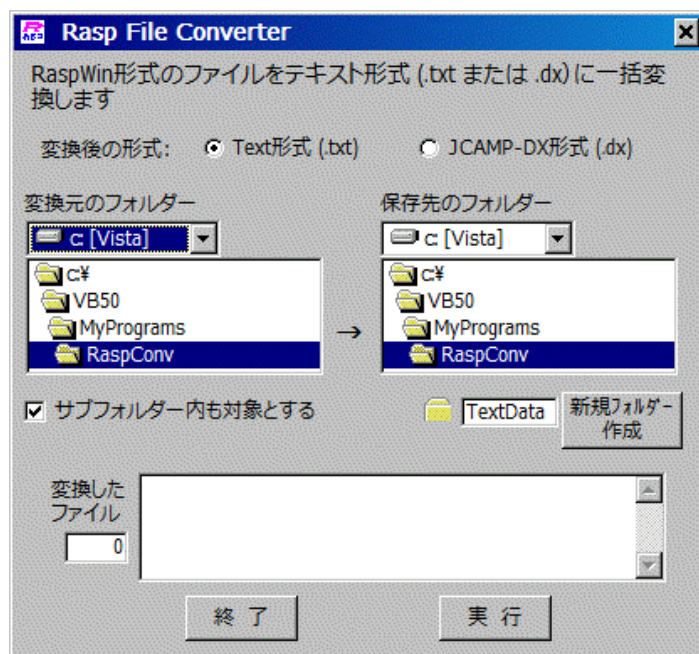 Rasp File Converter
RaspWin形式のファイルをテキスト形式 (.txt または .dx) に一括変
換します
変換後の形式: Text形式 (.txt) JCAMP-DX形式 (.dx)
変換元のフォルダー 保存先のフォルダー
c: [Vista] c: [Vista]
c:¥ c:¥
VB50 VB50
MyPrograms → MyPrograms
RaspConv RaspConv
サブフォルダー内も対象とする TextData 新規ﾌｫﾙﾀﾞｰ
作成
変換した
ファイル
0
終 了 実 行